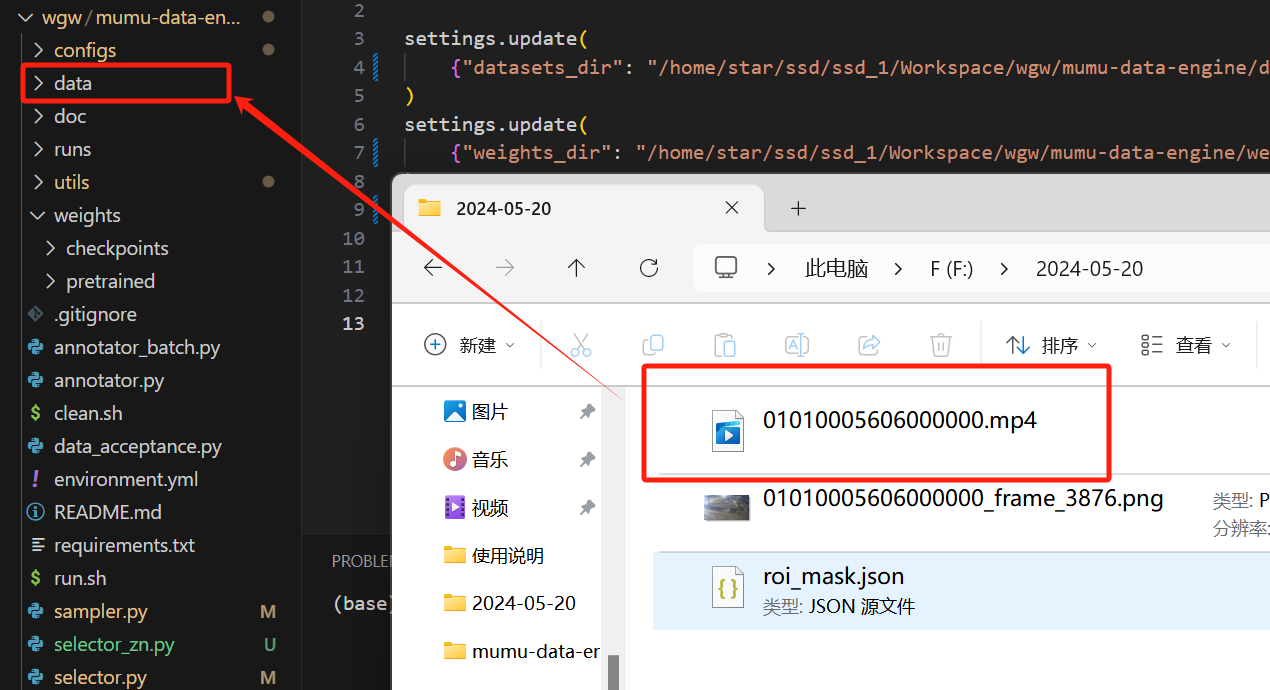 wgw/mumu-data-en...
configs
data
doc
runs
utils
weights
checkpoints
pretrained
.gitignore
annotator_batch.py
annotator.py
$ clean.sh
data_acceptance.py
! environment.yml
README.md
requirements.txt
$ run.sh
sampler.py M
selector_zn.py U
selector.py M
2
3 settings.update(
4 {"datasets_dir": "/home/star/ssd/ssd_1/Workspace/wgw/mumu-data-engine/d
5 )
6 settings.update(
7 {"weights_dir": "/home/star/ssd/ssd_1/Workspace/wgw/mumu-data-engine/we
8
9
10
11
12
13
PROBLE
(base)
2024-05-20
此电脑 > F (F:) > 2024-05-20
新建 排序 查看
图片
音乐
视频
使用说明
2024-05-20
mumu-data-er
01010005606000000.mp4
01010005606000000_frame_3876.png
类型: P
分辨率:
roi_mask.json
类型: JSON 源文件